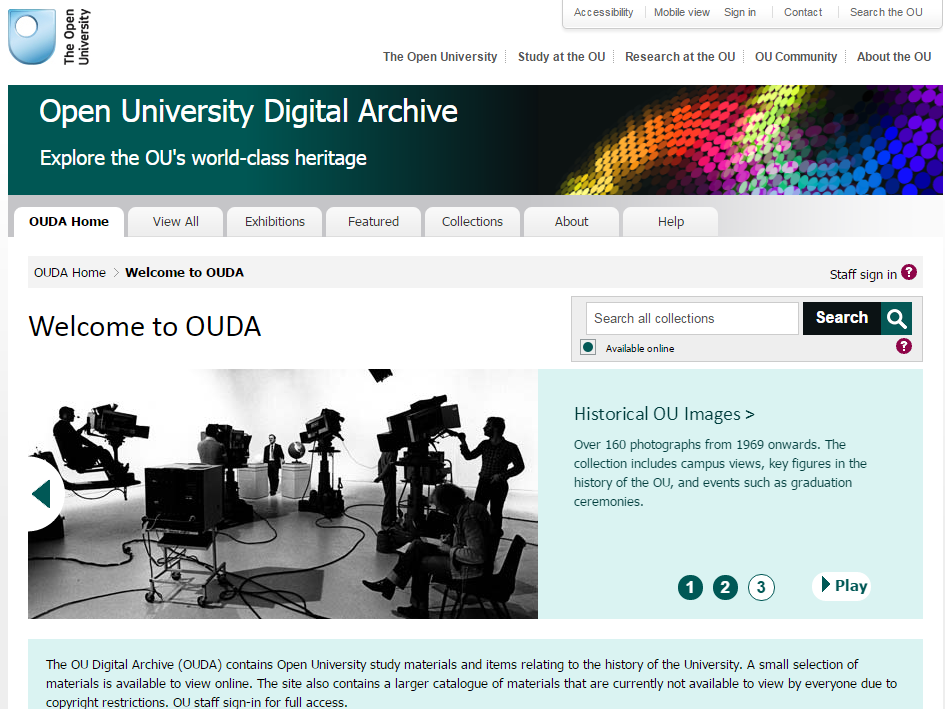 The Open
University
Accessibility
Mobile view
Sign in
Contact
Search the OU
The Open University
Study at the OU
Research at the OU
OU Community
About the OU
Open University Digital Archive
Explore the OU's world-class heritage
OUDA Home
View All
Exhibitions
Featured
Collections
About
Help
OUDA Home > Welcome to OUDA
Staff sign in ?
Welcome to OUDA
Search all collections
Search
Available online
?
Historical OU Images >
Over 160 photographs from 1969 onwards. The
collection includes campus views, key figures in the
history of the OU, and events such as graduation
ceremonies.
1 2 3
Play
The OU Digital Archive (OUDA) contains Open University study materials and items relating to the history of the University. A small selection of
materials is available to view online. The site also contains a larger catalogue of materials that are currently not available to view by everyone due to
copyright restrictions. OU staff sign-in for full access.